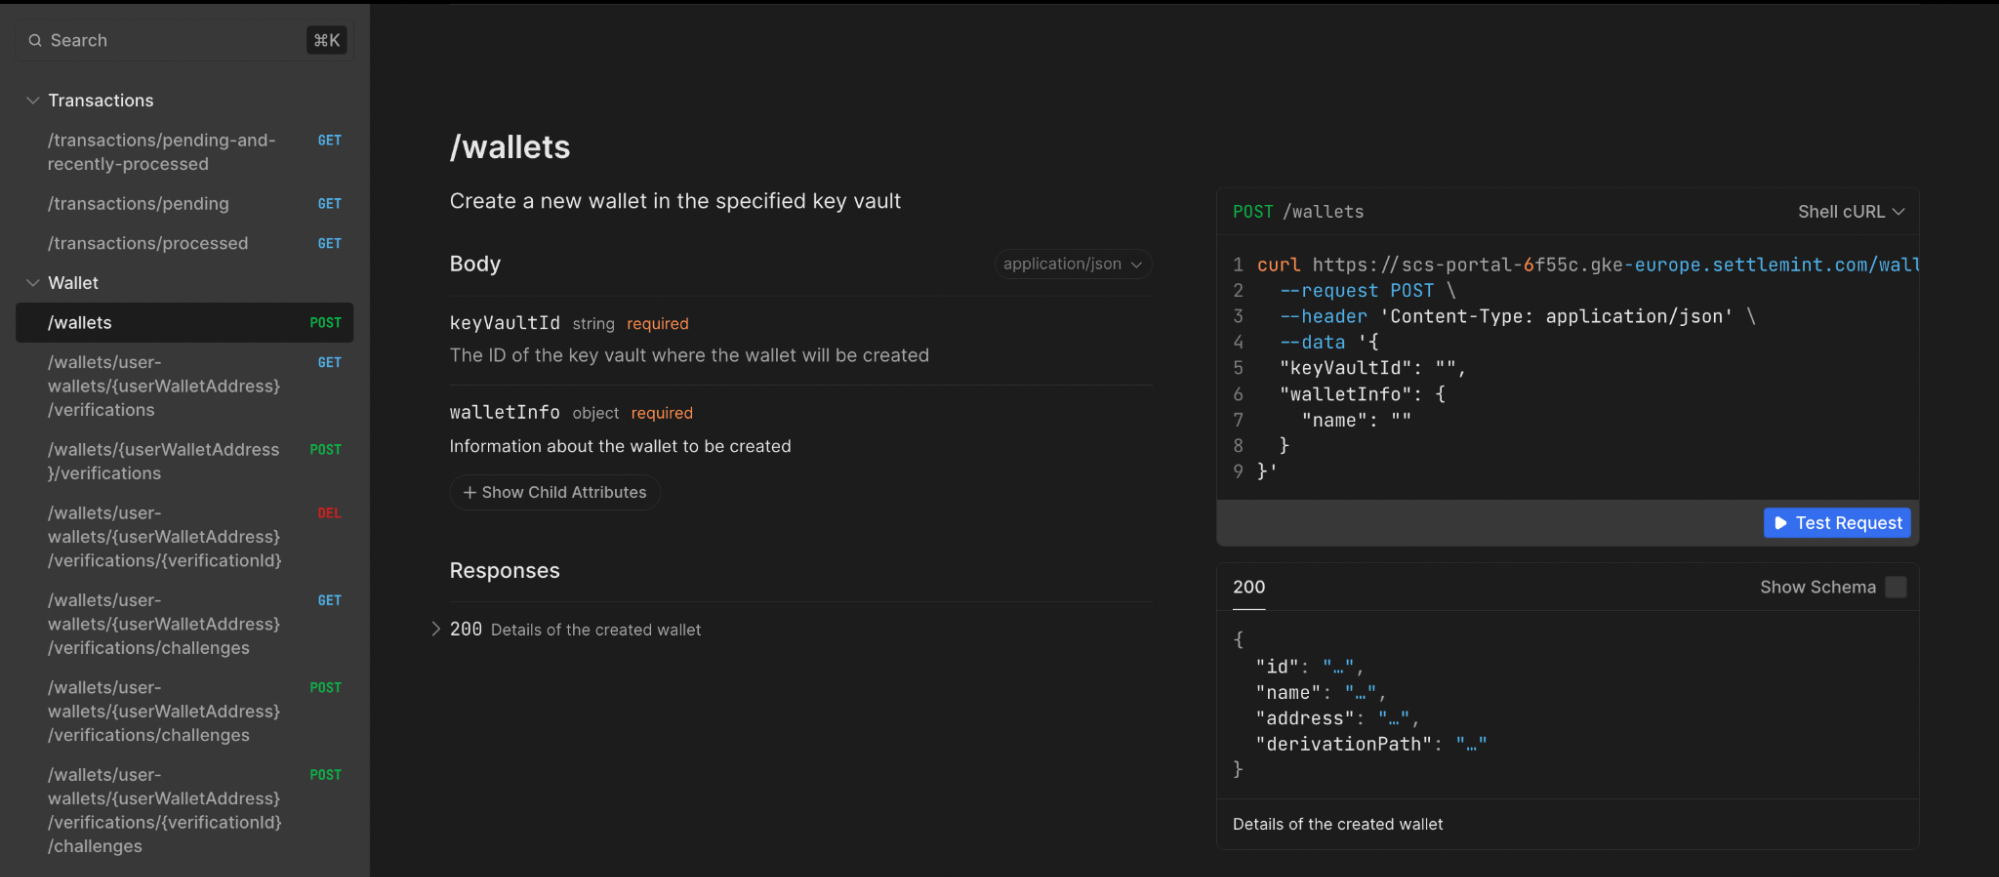 Search ⌘K
Transactions
/transactions/pending-and- GET
recently-processed
/transactions/pending GET
/transactions/processed GET
Wallet
/wallets POST
/wallets/user- GET
wallets/{userWalletAddress}
/verifications
/wallets/{userWalletAddress POST
}/verifications
/wallets/user- DEL
wallets/{userWalletAddress}
/verifications/{verificationId}
/wallets/user- GET
wallets/{userWalletAddress}
/verifications/challenges
/wallets/user- POST
wallets/{userWalletAddress}
/verifications/challenges
/wallets/user- POST
wallets/{userWalletAddress}
/verifications/{verificationId}
/challenges
/wallets
Create a new wallet in the specified key vault
Body application/json
keyVaultId string required
The ID of the key vault where the wallet will be created
walletInfo object required
Information about the wallet to be created
+ Show Child Attributes
Responses
200 Details of the created wallet
POST /wallets Shell cURL
1 curl https://scs-portal-6f55c.gke-europe.settlemint.com/wall
2 --request POST \
3 --header 'Content-Type: application/json' \
4 --data '{
5 "keyVaultId": "",
6 "walletInfo": {
7 "name": ""
8 }
9 }'
Test Request
200 Show Schema
{
"id": "…",
"name": "…",
"address": "…",
"derivationPath": "…"
}
Details of the created wallet